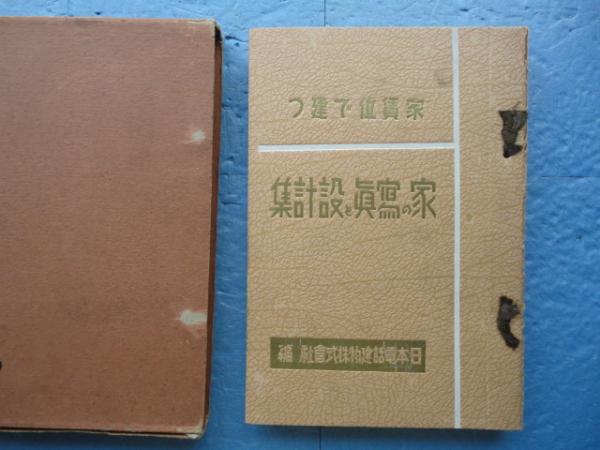 家賃位で建つ
家の寫眞と設計集
日本電話建物株式會社 編